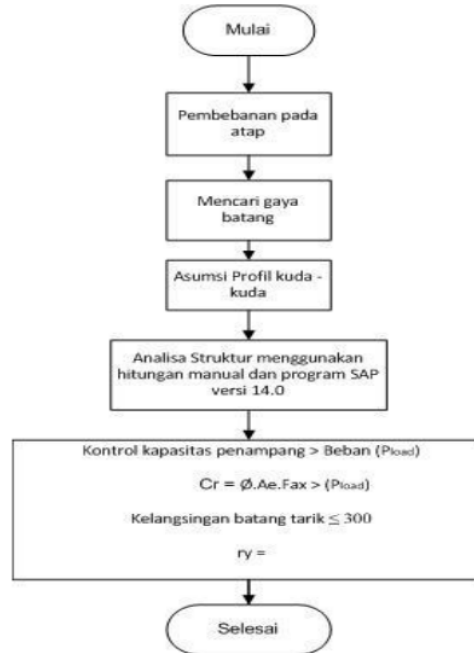 Mulai
Pembebanan pada
atap
Mencari gaya
batang
Asumsi Profil kuda -
kuda
Analisa Struktur menggunakan
hitungan manual dan program SAP
versi 14.0
Kontrol kapasitas penampang > Beban (Pload)
Cr = Ø.Ae.Fax > (Pload)
Kelangsingan batang tarik ≤ 300
ry =
Selesai